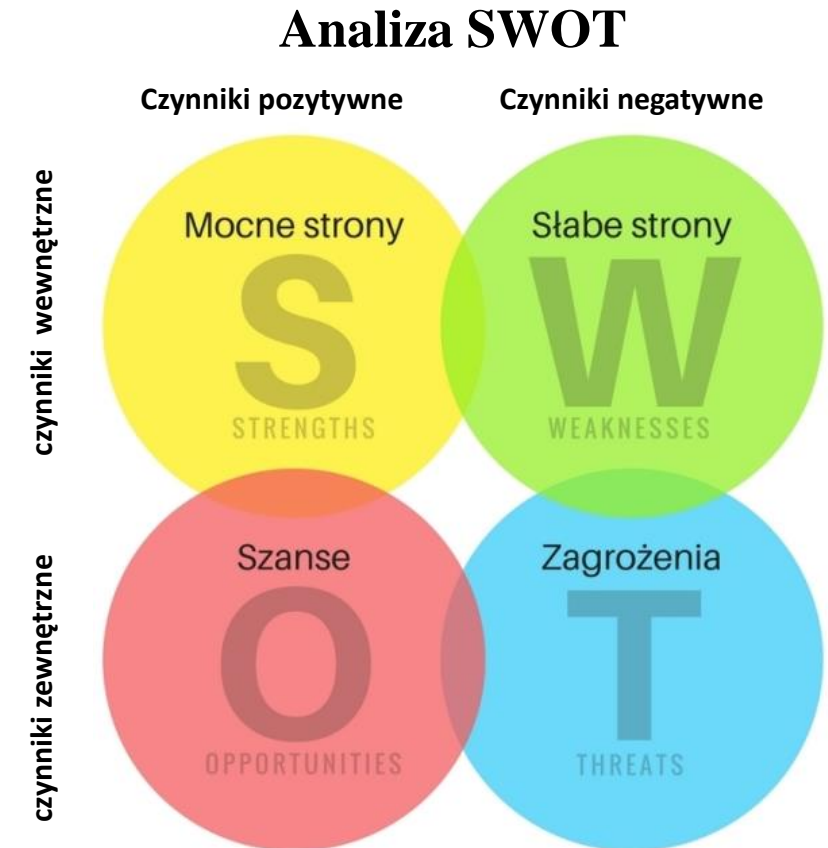 Analiza SWOT
Czynniki pozytywne
Czynniki negatywne
czynniki wewnętrzne
Mocne strony
S
STRENGTHS
Słabe strony
W
WEAKNESSES
czynniki zewnętrzne
Szanse
O
OPPORTUNITIES
Zagrożenia
T
THREATS